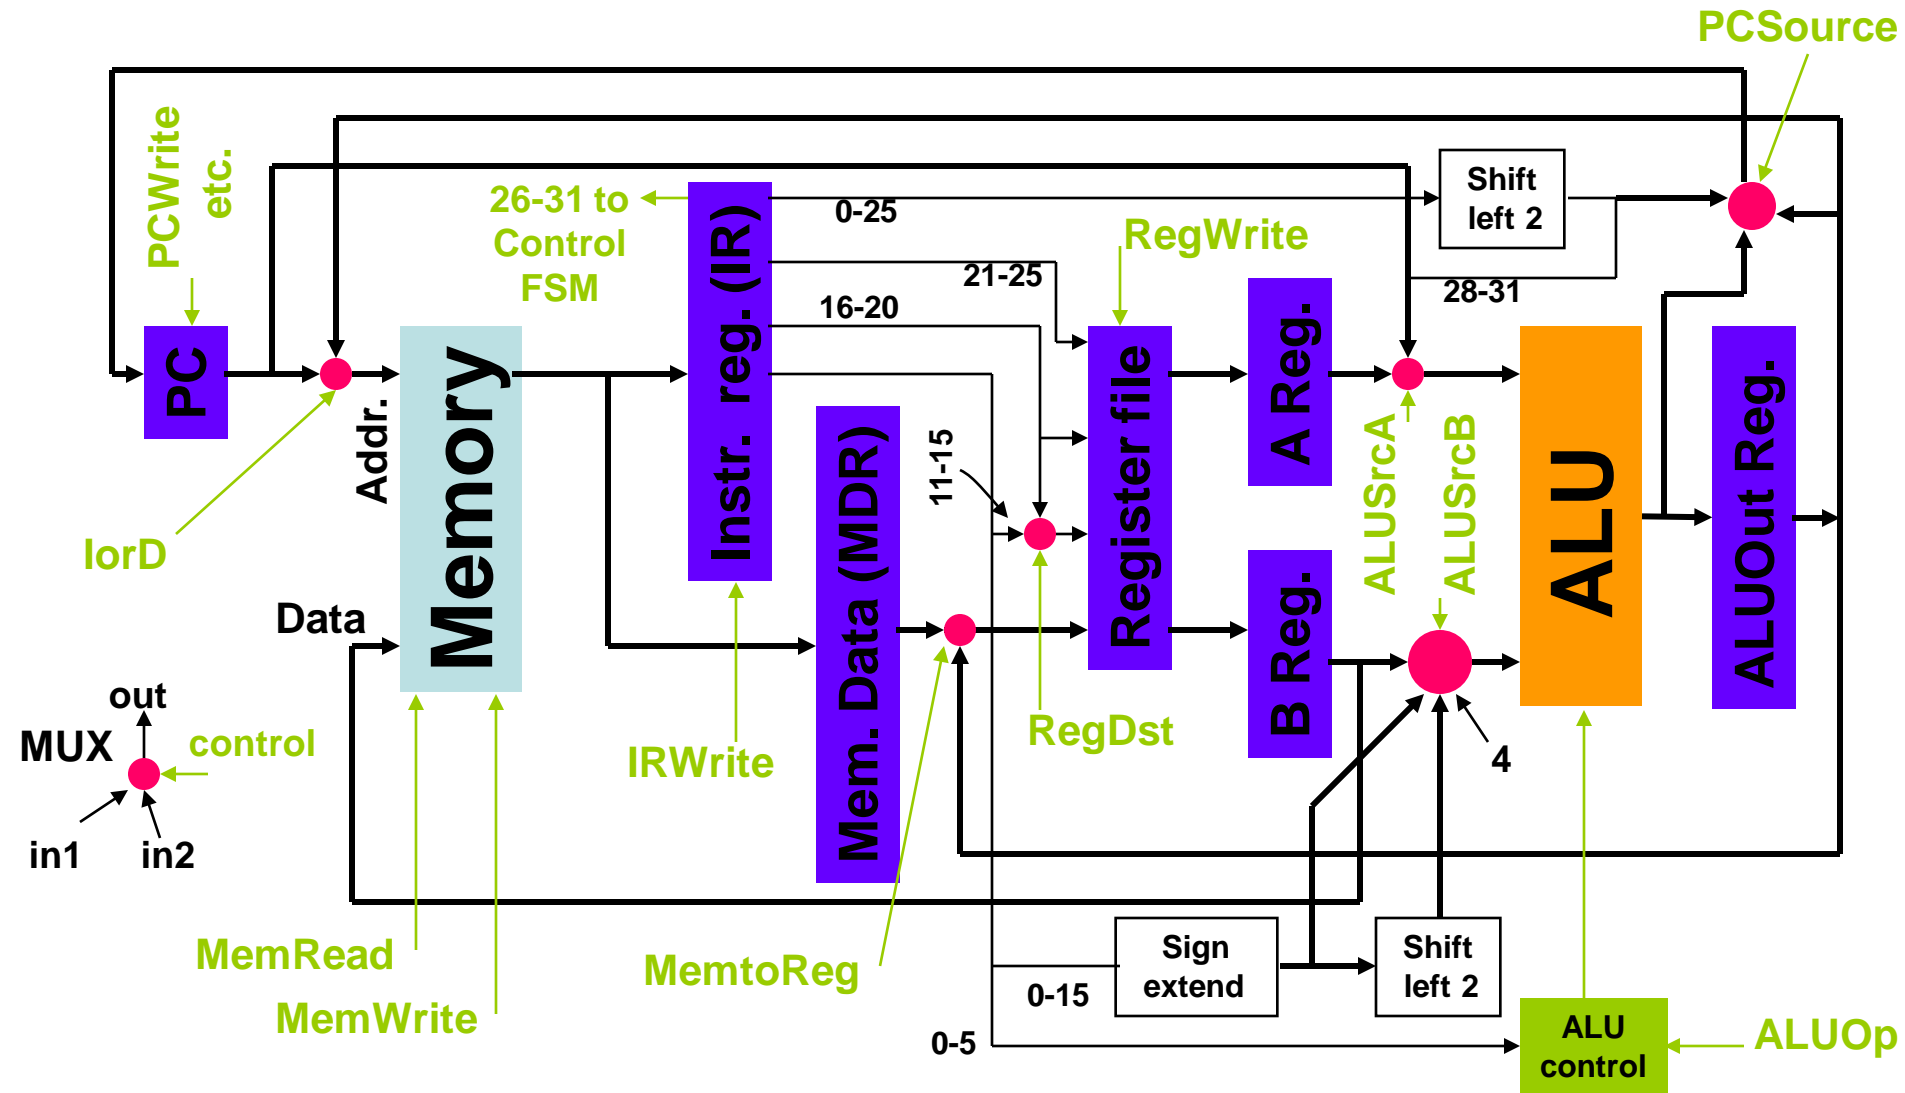 PCSource
PCWrite
etc.
26-31 to
Control
FSM
0-25
Shift
left 2
RegWrite
21-25
28-31
16-20
PC
Addr.
Memory
Instr. reg. (IR)
Mem. Data (MDR)
11-15
Register file
A Reg.
B Reg.
ALUSrcA
ALUSrcB
ALU
ALUOut Reg.
IorD
Data
out
MUX
control
in1
in2
IRWrite
RegDst
4
MemRead
MemWrite
MemtoReg
Sign
extend
Shift
left 2
0-15
0-5
ALU
control
ALUOp